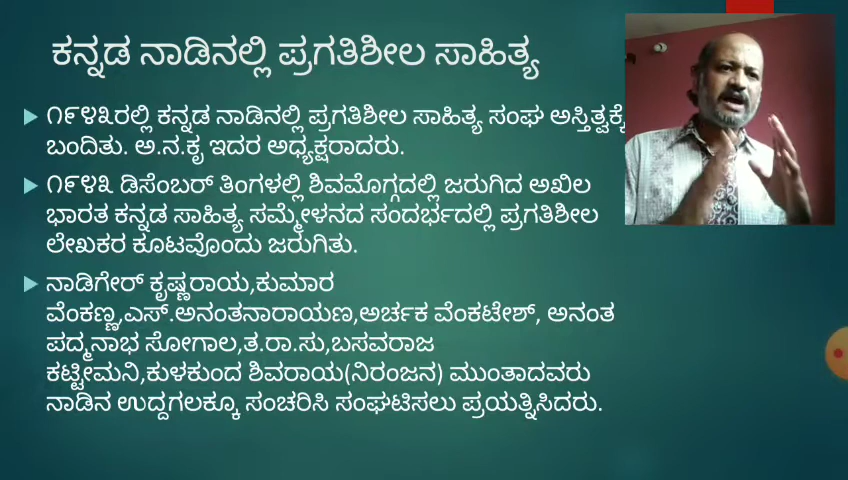 ಕನ್ನಡ ನಾಡಿನಲ್ಲಿ ಪ್ರಗತಿಶೀಲ ಸಾಹಿತ್ಯ
೧೯೪೩ರಲ್ಲಿ ಕನ್ನಡ ನಾಡಿನಲ್ಲಿ ಪ್ರಗತಿಶೀಲ ಸಾಹಿತ್ಯ ಸಂಘ ಅಸ್ತಿತ್ವಕ್ಕೆ
ಬಂದಿತು. ಅ.ನ.ಕೃ ಇದರ ಅಧ್ಯಕ್ಷರಾದರು.
೧೯೪೩ ಡಿಸೆಂಬರ್ ತಿಂಗಳಲ್ಲಿ ಶಿವಮೊಗ್ಗದಲ್ಲಿ ಜರುಗಿದ ಅಖಿಲ
ಭಾರತ ಕನ್ನಡ ಸಾಹಿತ್ಯ ಸಮ್ಮೇಳನದ ಸಂದರ್ಭದಲ್ಲಿ ಪ್ರಗತಿಶೀಲ
ಲೇಖಕರ ಕೂಟವೊಂದು ಜರುಗಿತು.
ನಾಡಿಗೇರ್ ಕೃಷ್ಣರಾಯ,ಕುಮಾರ
ವೆಂಕಣ್ಣ,ಎಸ್.ಅನಂತನಾರಾಯಣ,ಅರ್ಚಕ ವೆಂಕಟೇಶ್, ಅನಂತ
ಪದ್ಮನಾಭ ಸೋಗಾಲ,ತ.ರಾ.ಸು,ಬಸವರಾಜ
ಕಟ್ಟೀಮನಿ,ಕುಳಕುಂದ ಶಿವರಾಯ(ನಿರಂಜನ) ಮುಂತಾದವರು
ನಾಡಿನ ಉದ್ದಗಲಕ್ಕೂ ಸಂಚರಿಸಿ ಸಂಘಟಿಸಲು ಪ್ರಯತ್ನಿಸಿದರು.